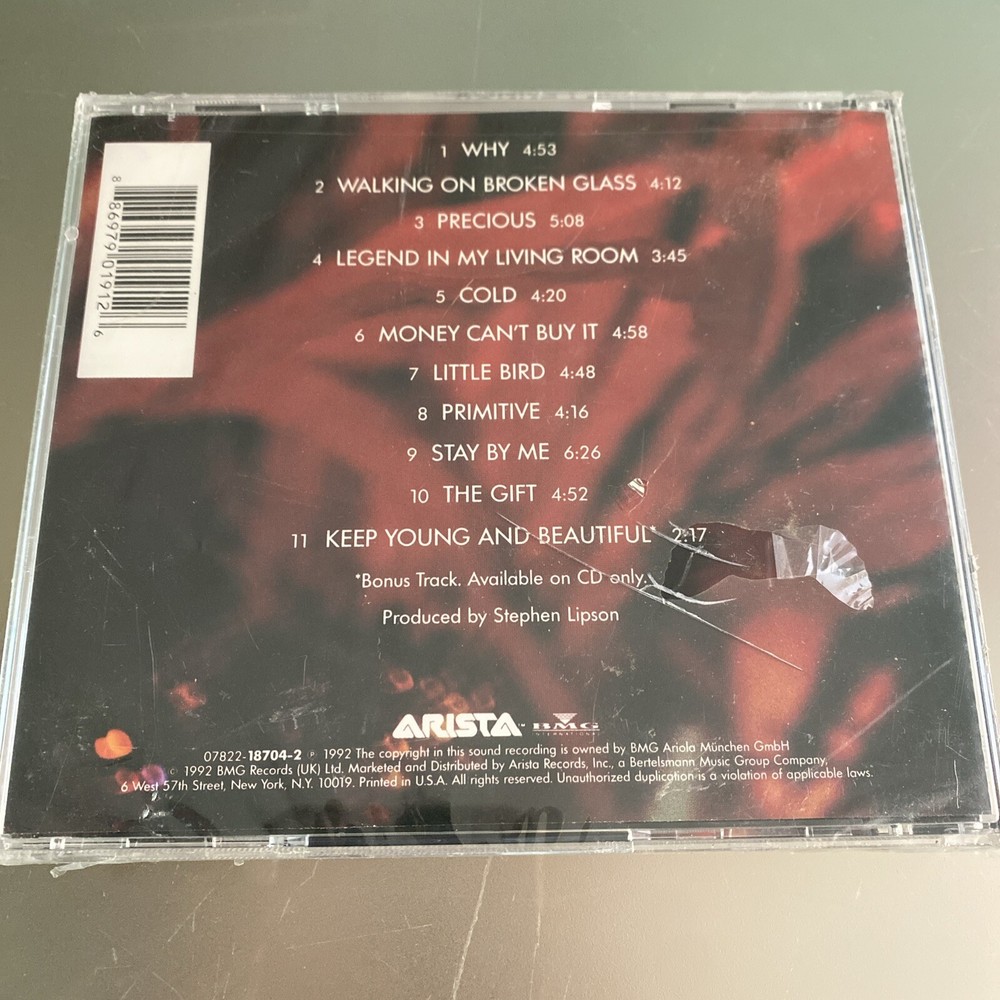 8 86979 01912 6
1 WHY 4:53
2 WALKING ON BROKEN GLASS 4:12
3 PRECIOUS 5:08
4 LEGEND IN MY LIVING ROOM 3:45
5 COLD 4:20
6 MONEY CAN'T BUY IT 4:58
7 LITTLE BIRD 4:48
8 PRIMITIVE 4:16
9 STAY BY ME 6:26
10 THE GIFT 4:52
11 KEEP YOUNG AND BEAUTIFUL* 2:17
*Bonus Track. Available on CD only.
Produced by Stephen Lipson
ARISTA™ BMG
INTERNATIONAL
07822-18704-2 ℗ 1992 The copyright in this sound recording is owned by BMG Ariola München GmbH
© 1992 BMG Records (UK) Ltd. Marketed and Distributed by Arista Records, Inc., a Bertelsmann Music Group Company,
6 West 57th Street, New York, N.Y. 10019. Printed in U.S.A. All rights reserved. Unauthorized duplication is a violation of applicable laws.